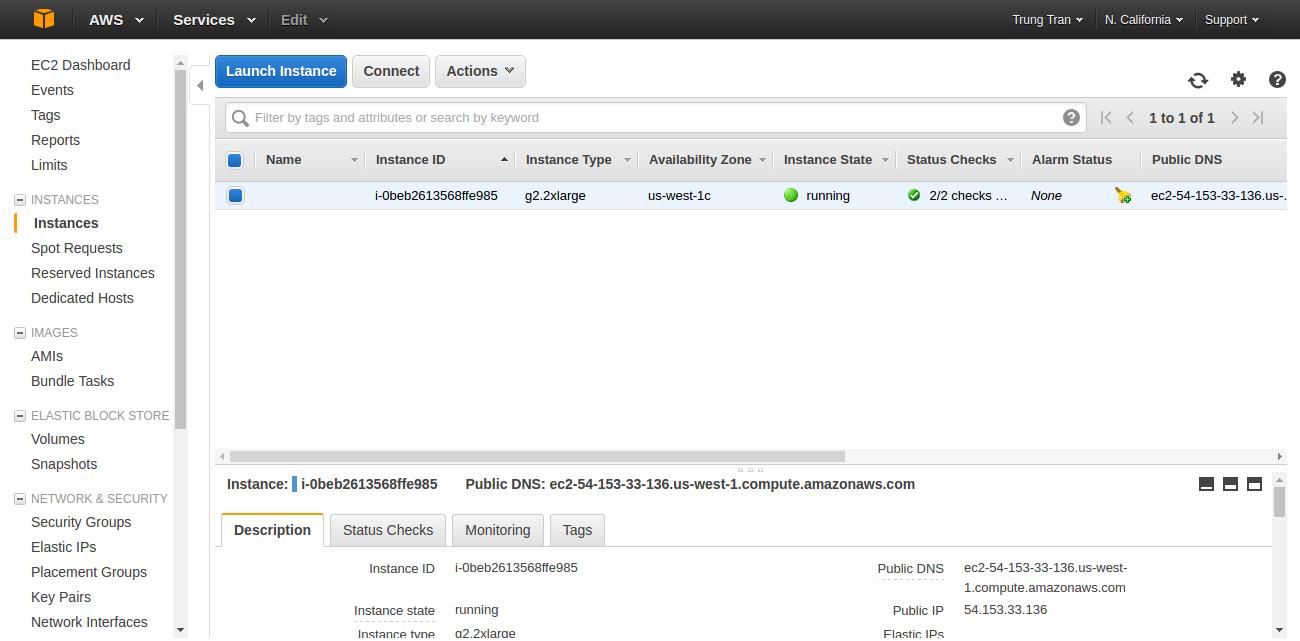 AWS Services Edit Trung Tran N. California Support
EC2 Dashboard
Events
Tags
Reports
Limits
INSTANCES
Instances
Spot Requests
Reserved Instances
Dedicated Hosts
IMAGES
AMIs
Bundle Tasks
ELASTIC BLOCK STORE
Volumes
Snapshots
NETWORK & SECURITY
Security Groups
Elastic IPs
Placement Groups
Key Pairs
Network Interfaces
Launch Instance Connect Actions
Filter by tags and attributes or search by keyword 1 to 1 of 1
Name Instance ID Instance Type Availability Zone Instance State Status Checks Alarm Status Public DNS
i-0beb2613568ffe985 g2.2xlarge us-west-1c running 2/2 checks ... None ec2-54-153-33-136.us-.
Instance: i-0beb2613568ffe985 Public DNS: ec2-54-153-33-136.us-west-1.compute.amazonaws.com
Description Status Checks Monitoring Tags
Instance ID i-0beb2613568ffe985 Public DNS ec2-54-153-33-136.us-west-
1.compute.amazonaws.com
Instance state running Public IP 54.153.33.136
Instance type g2.2xlarge Elastic IPs